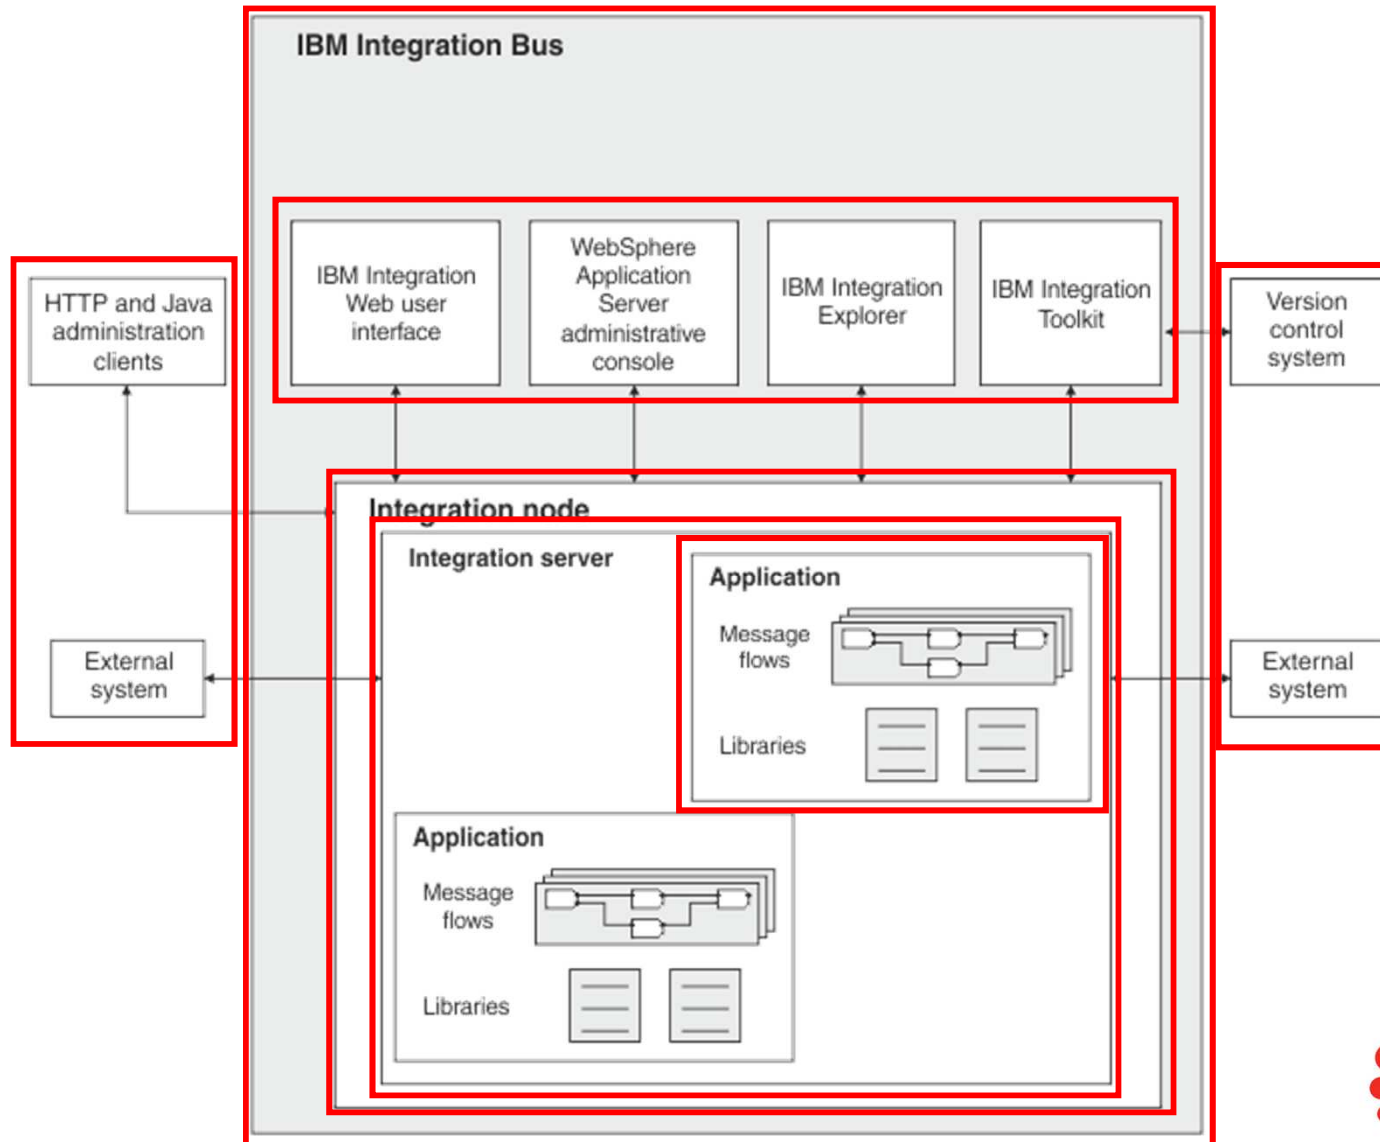 IBM Integration Bus
HTTP and Java
administration
clients
IBM Integration
Web user
interface
WebSphere
Application
Server
administrative
console
IBM Integration
Explorer
IBM Integration
Toolkit
Version
control
system
Integration node
Integration server
Application
Message
flows
Libraries
External
system
External
system
Application
Message
flows
Libraries